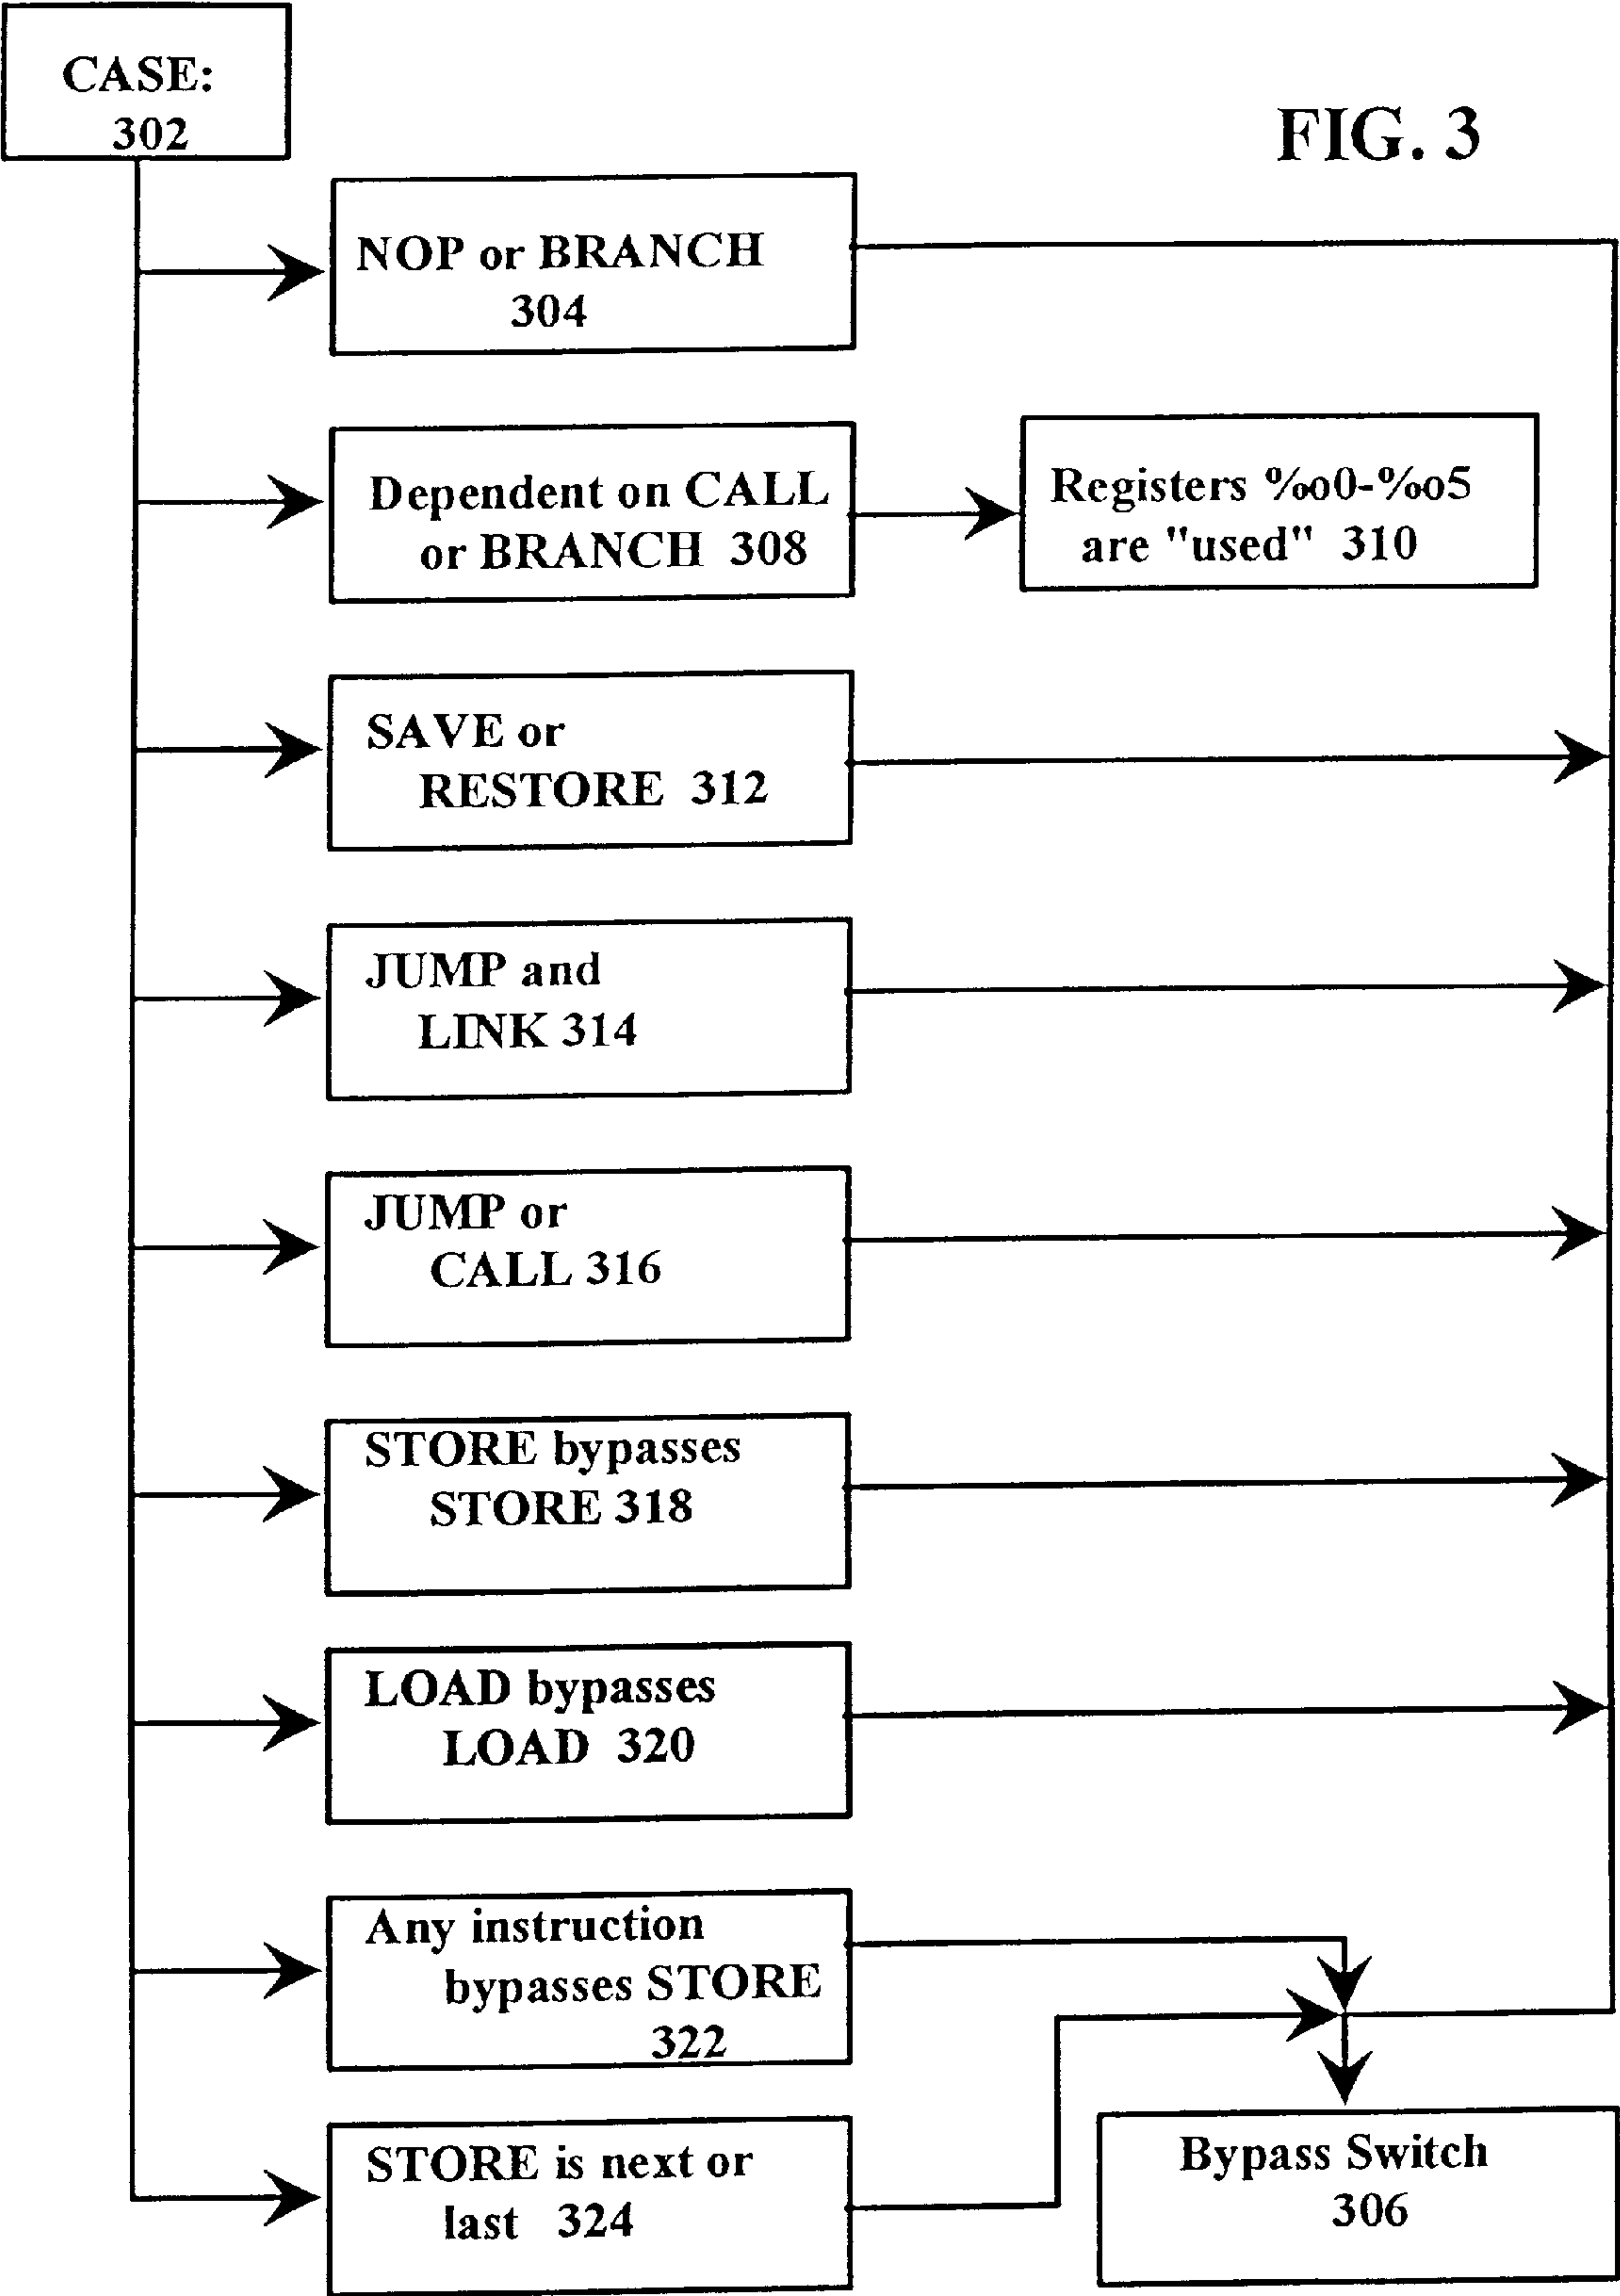 CASE:
302
FIG. 3
NOP or BRANCH
304
Dependent on CALL
or BRANCH 308
Registers %o0-%o5
are "used" 310
SAVE or
RESTORE 312
JUMP and
LINK 314
JUMP or
CALL 316
STORE bypasses
STORE 318
LOAD bypasses
LOAD 320
Any instruction
bypasses STORE
322
STORE is next or
last 324
Bypass Switch
306